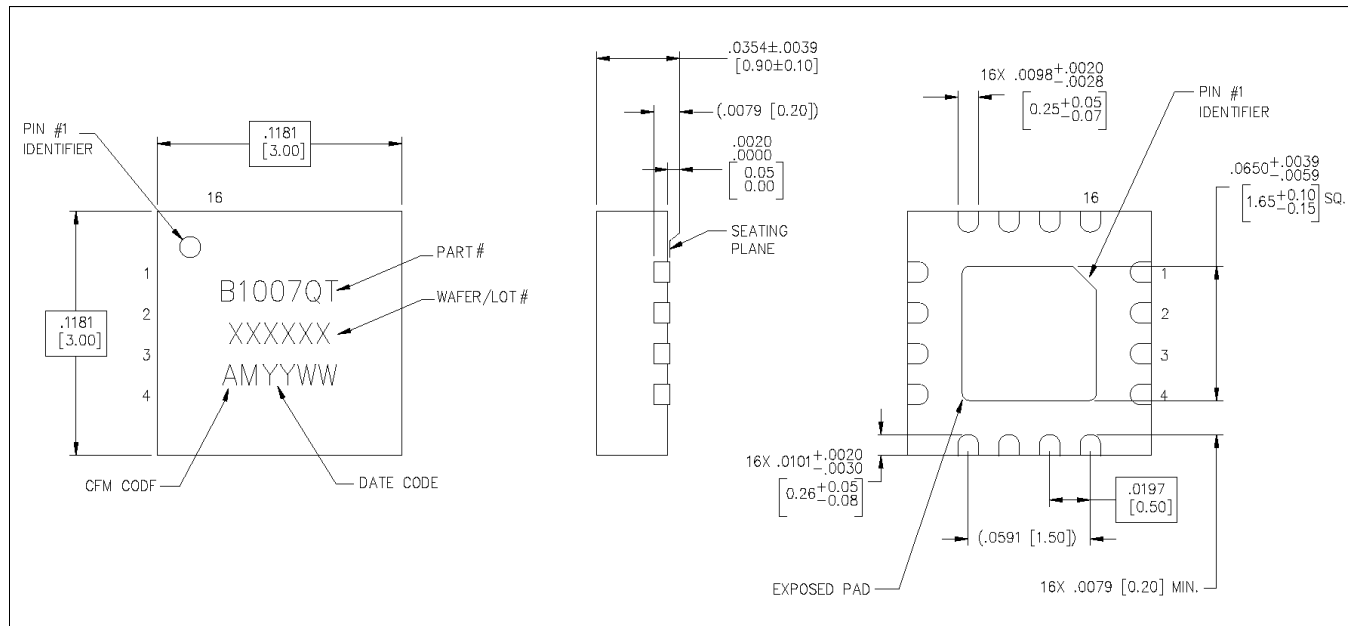 PIN #1
IDENTIFIER
.1181
[3.00]
16
1
2
3
4
.1181
[3.00]
B1007QT
XXXXXX
AMYYWW
PART#
WAFER/LOT#
CFM CODF
DATE CODE
.0354±.0039
[0.90±0.10]
(.0079 [0.20])
.0020
.0000
[0.05
0.00]
SEATING
PLANE
16X .0098+.0020
-.0028
[0.25+0.05
-0.07]
PIN #1
IDENTIFIER
.0650+.0039
-.0059
[1.65+0.10
-0.15] SQ.
16
1
2
3
4
16X .0101+.0020
-.0030
[0.26+0.05
-0.08]
.0197
[0.50]
(.0591 [1.50])
EXPOSED PAD
16X .0079 [0.20] MIN.